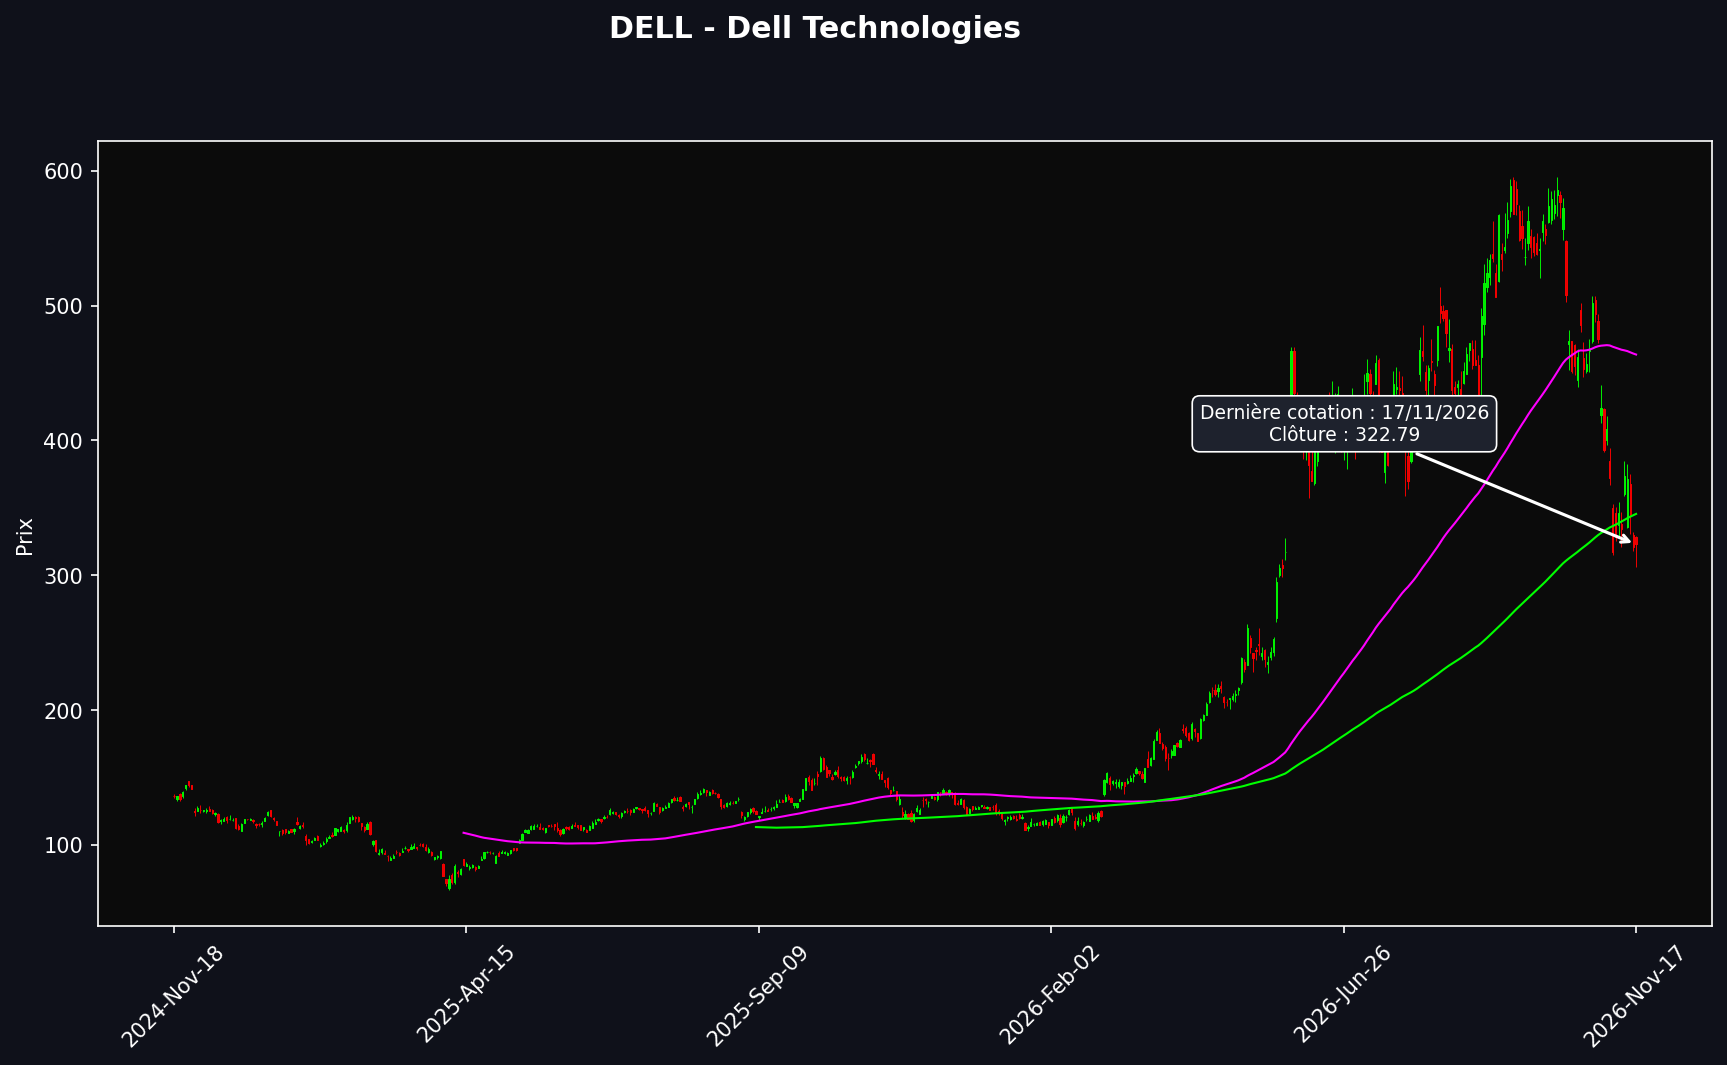 DELL - Dell Technologies
Prix
600
500
400
300
200
100
Dernière cotation : 17/11/2026
Clôture : 322.79
2024-Nov-18
2025-Apr-15
2025-Sep-09
2026-Feb-02
2026-Jun-26
2026-Nov-17